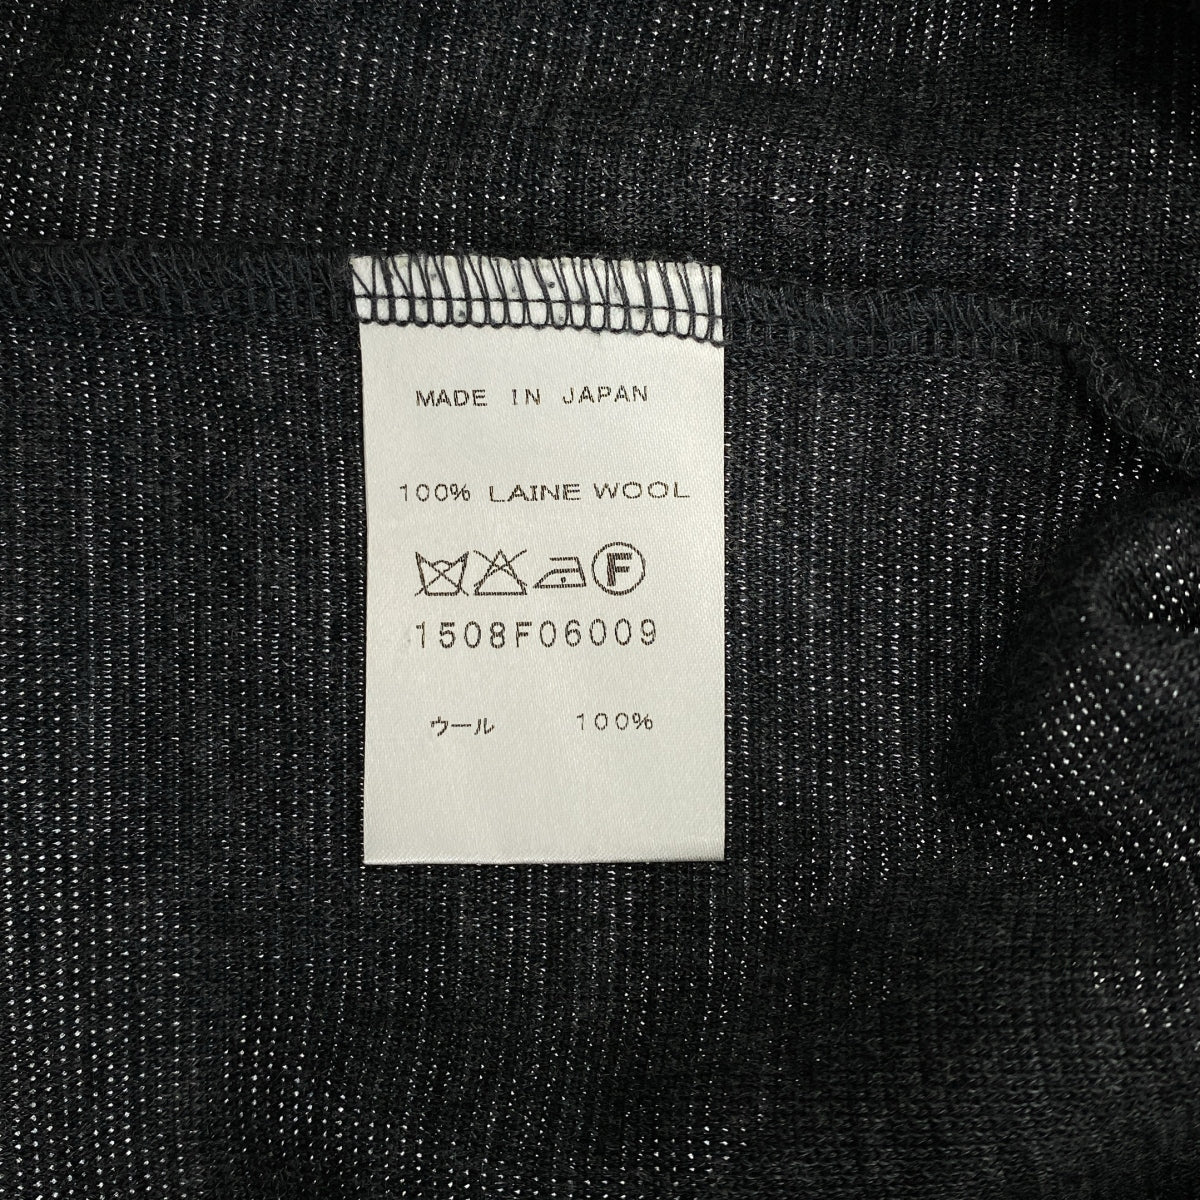 MADE IN JAPAN
100% LAINE WOOL
F
1508F06009
ウール 100%